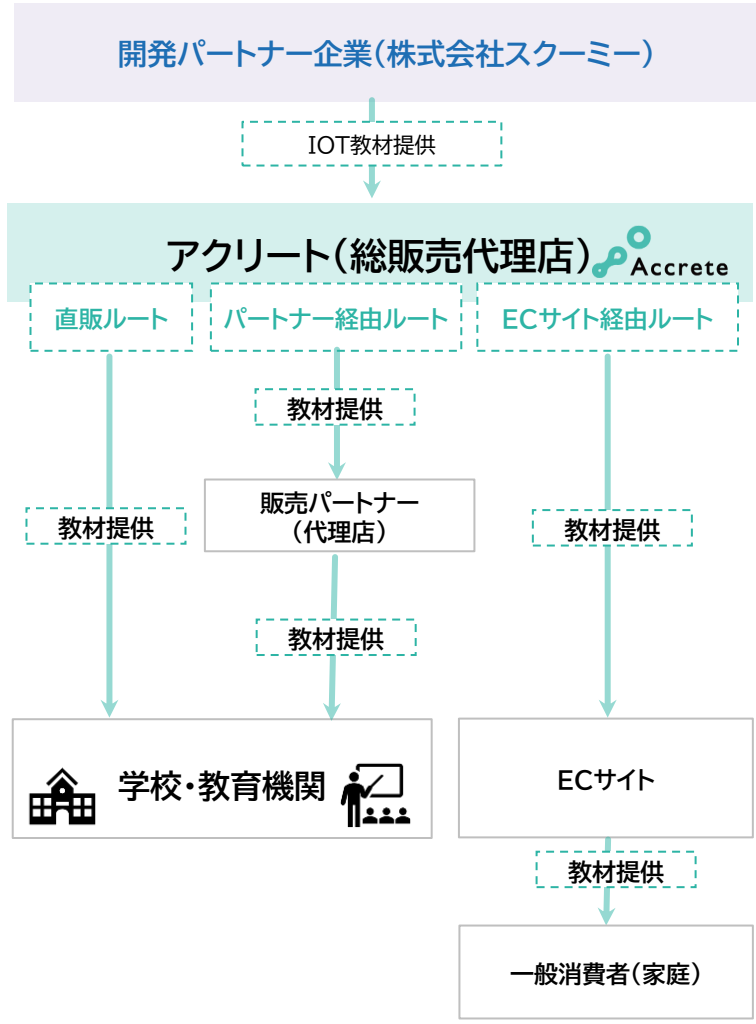 開発パートナー企業（株式会社スクーミー）
IOT教材提供
アクリート（総販売代理店）
Accrete
直販ルート
パートナー経由ルート
ECサイト経由ルート
教材提供
販売パートナー
（代理店）
教材提供
教材提供
教材提供
学校・教育機関
ECサイト
教材提供
一般消費者（家庭）